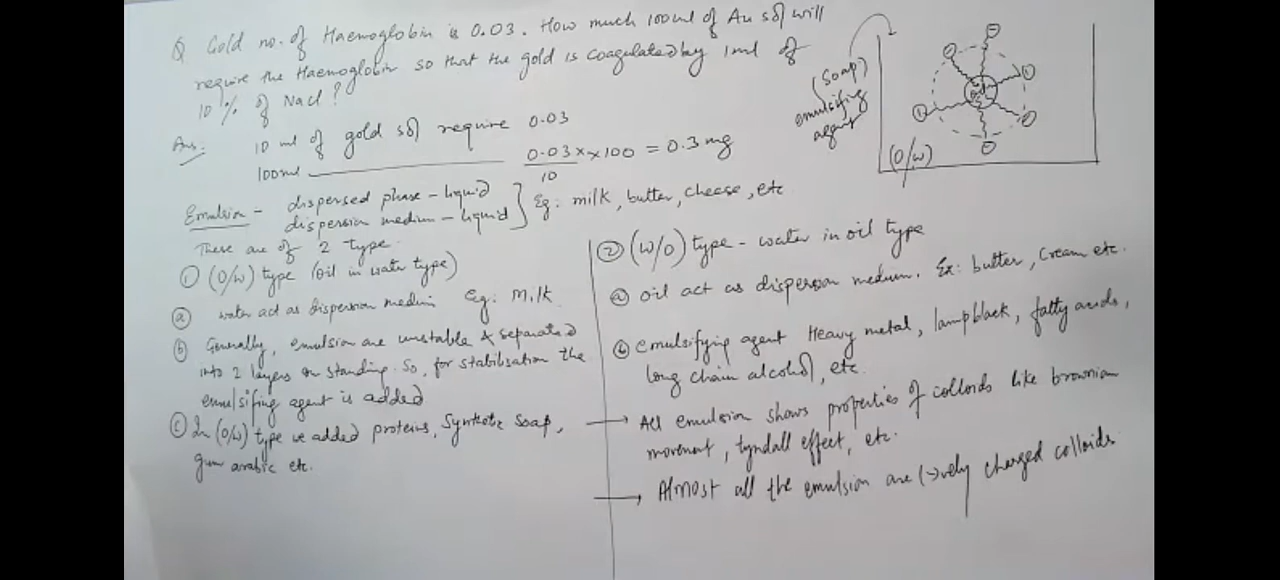 Q Gold no. of Haemoglobin is 0.03. How much 100ml of Au sol will
require the Haemoglobin so that the gold is coagulated by 1ml of
10% of NaCl?
Ans:
10 ml of gold sol require 0.03
100ml ———— 0.03 × × 100 = 0.3 mg
10
(Soap)
emulsifying
agent
(O/W)
Emulsion - dispersed phase - liquid
dispersion medium - liquid } Eg: milk, butter, cheese, etc
These are of 2 type.
① (O/W) type (oil in water type)
ⓐ water act as dispersion medium Eg: Milk
ⓑ Generally, emulsion are unstable & separated
into 2 layers on standing. So, for stabilisation the
emulsifing agent is added
ⓒ In (O/W) type we added proteins, Synthetic Soap,
gum arabic etc.
② (W/O) type - water in oil type
ⓐ oil act as dispersion medium. Ex: butter, Cream etc.
ⓑ emulsifying agent Heavy metal, lampblack, fatty acids,
long chain alcohol, etc.
→ All emulsion shows properties of colloids like brownian
movement, tyndall effect, etc.
→ Almost all the emulsion are (-)vely charged colloids